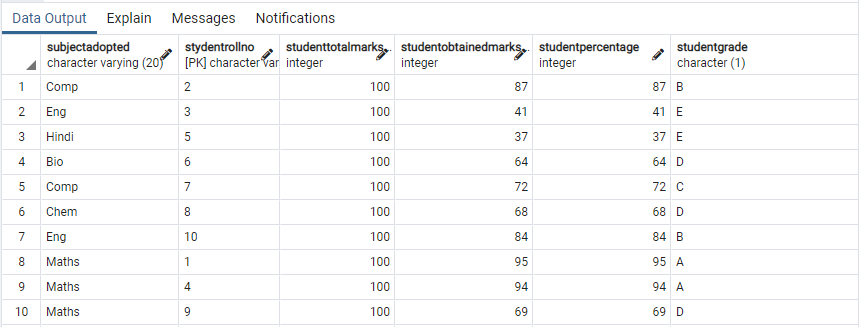 Data Output Explain Messages Notifications
subjectadopted stydentrollno studenttotalmarks... studentobtainedmarks... studentpercentage studentgrade
character varying (20) [PK] character var integer integer integer character (1)
1 Comp 2 100 87 87 B
2 Eng 3 100 41 41 E
3 Hindi 5 100 37 37 E
4 Bio 6 100 64 64 D
5 Comp 7 100 72 72 C
6 Chem 8 100 68 68 D
7 Eng 10 100 84 84 B
8 Maths 1 100 95 95 A
9 Maths 4 100 94 94 A
10 Maths 9 100 69 69 D